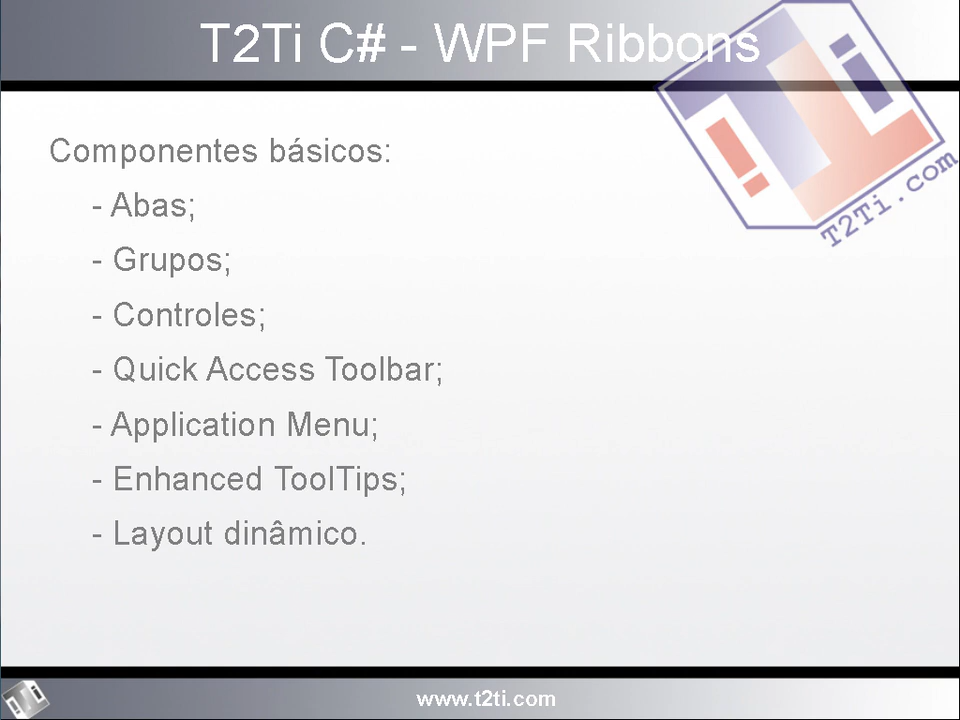 T2Ti C# - WPF Ribbons
T2Ti.com
Componentes básicos:
- Abas;
- Grupos;
- Controles;
- Quick Access Toolbar;
- Application Menu;
- Enhanced ToolTips;
- Layout dinâmico.
www.t2ti.com